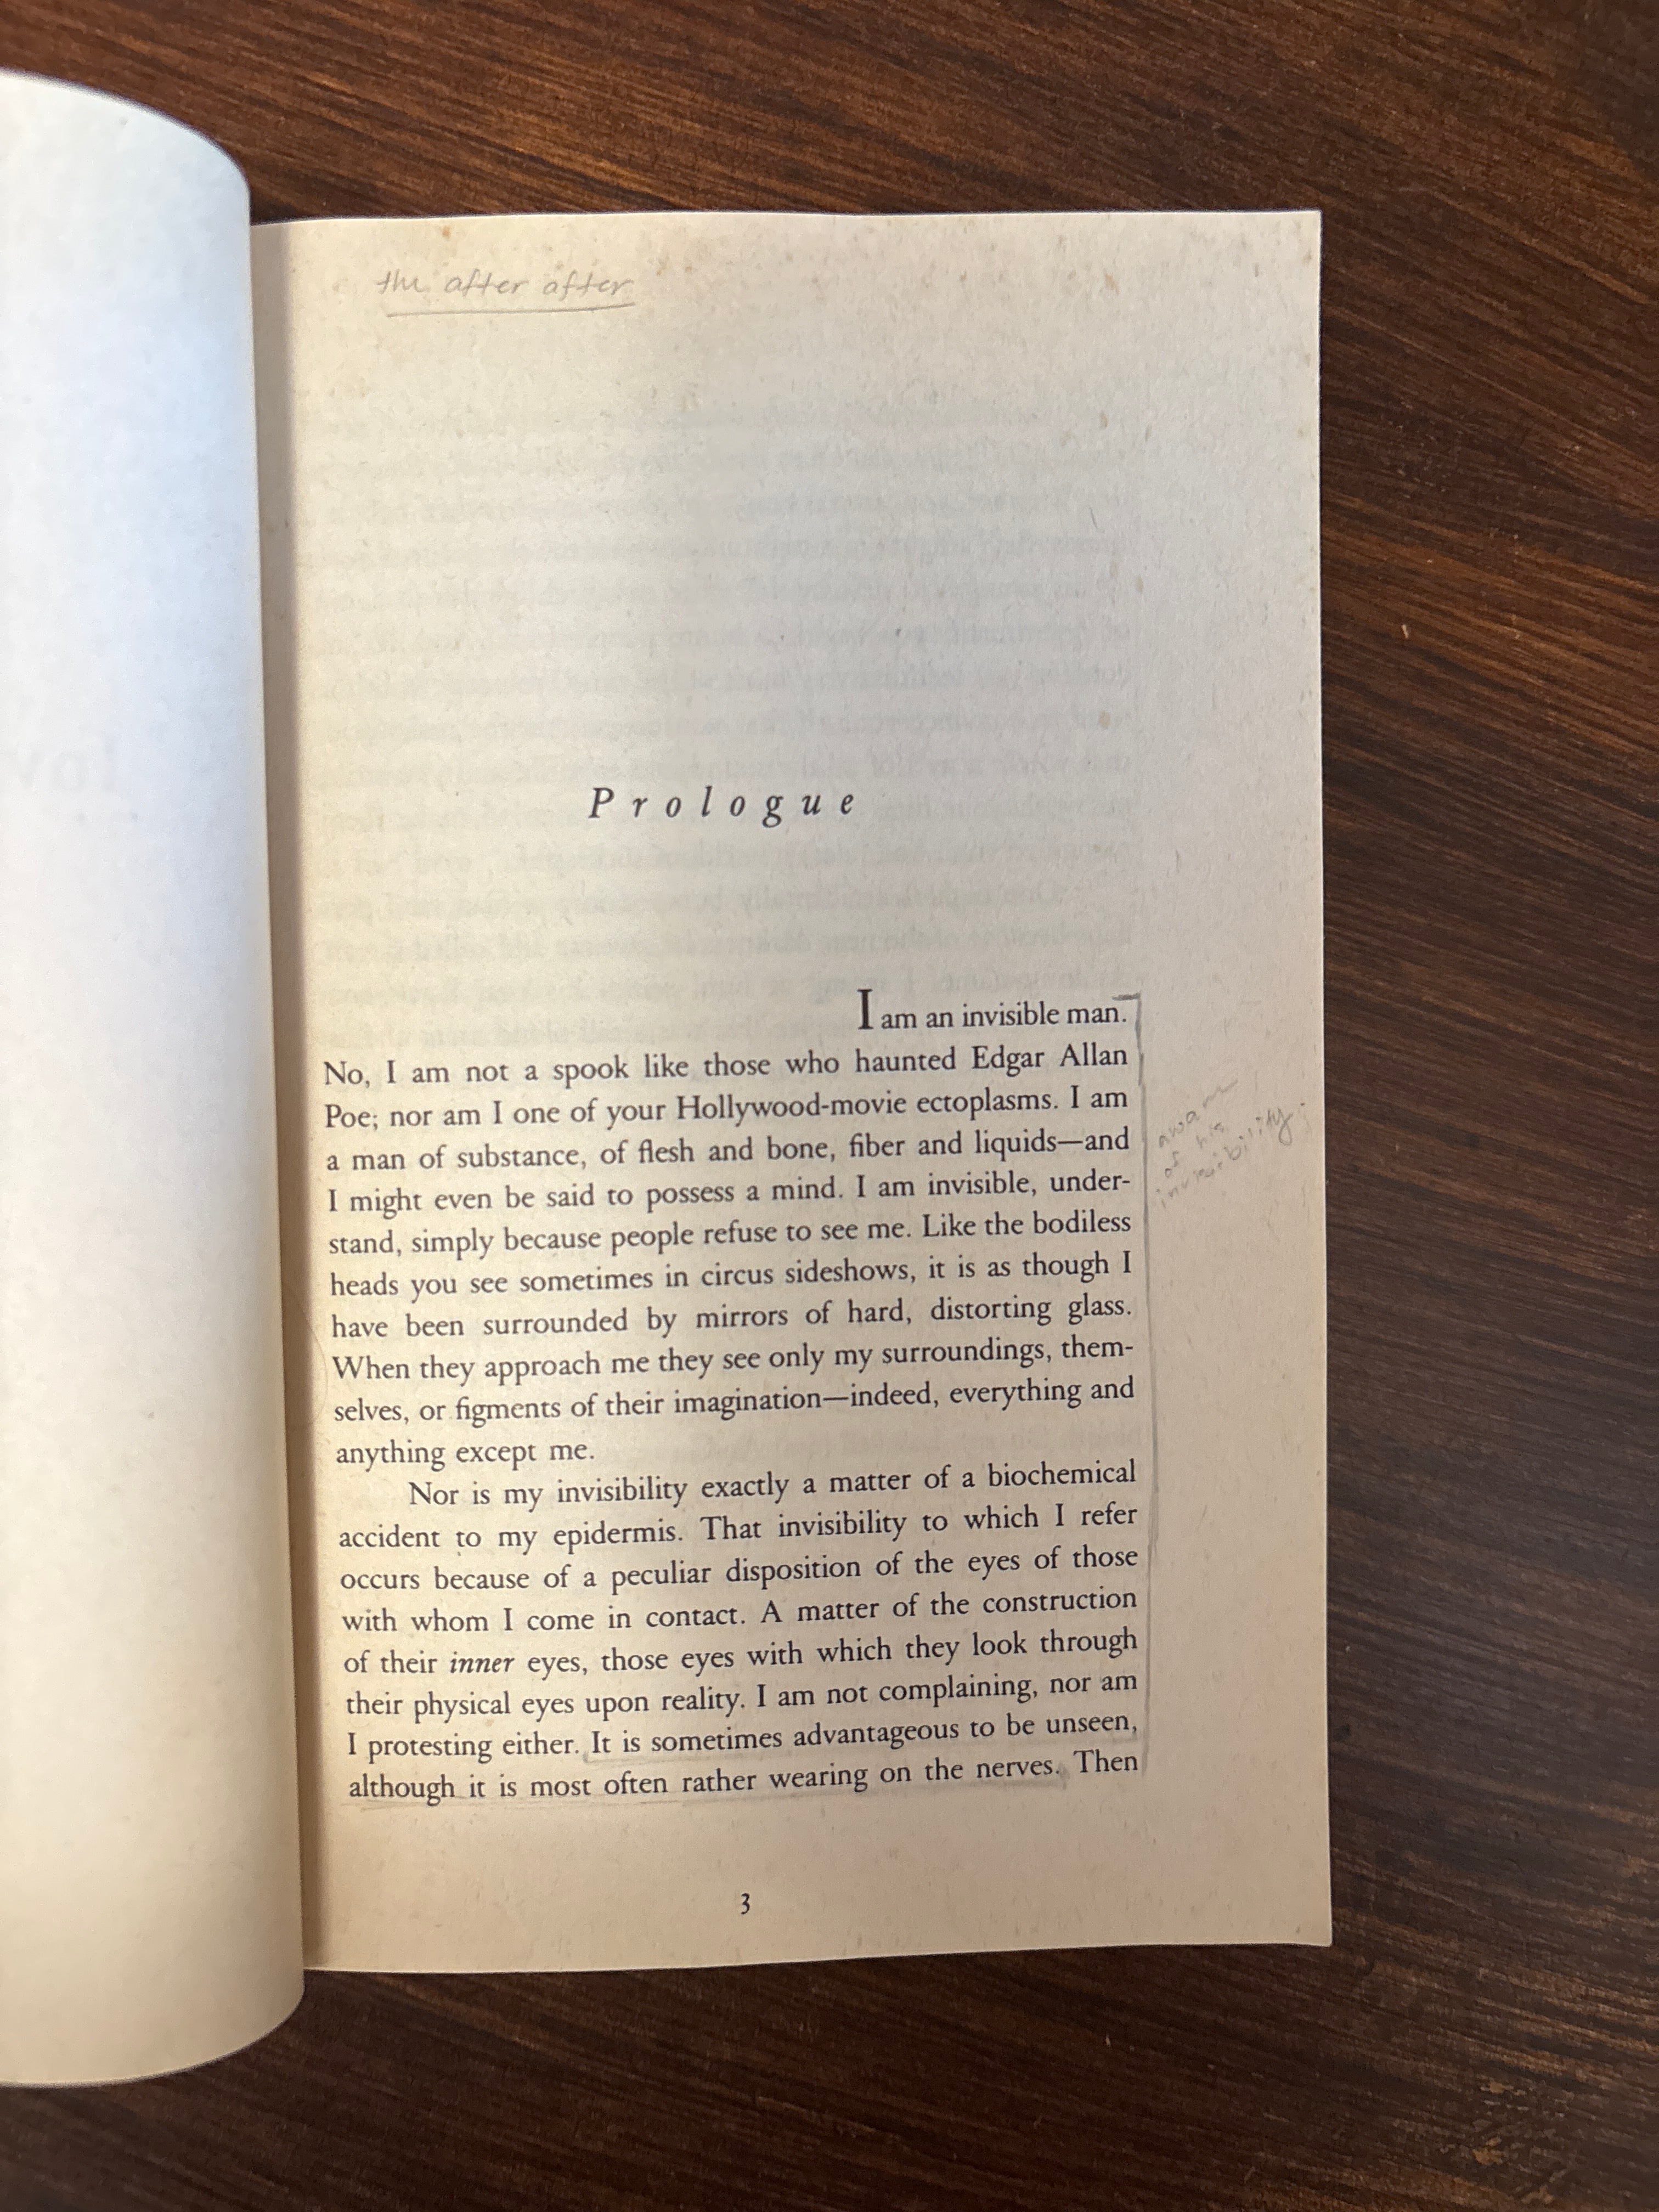 the after after
Prologue
I am an invisible man.
No, I am not a spook like those who haunted Edgar Allan
Poe; nor am I one of your Hollywood-movie ectoplasms. I am
a man of substance, of flesh and bone, fiber and liquids—and
I might even be said to possess a mind. I am invisible, under-
stand, simply because people refuse to see me. Like the bodiless
heads you see sometimes in circus sideshows, it is as though I
have been surrounded by mirrors of hard, distorting glass.
When they approach me they see only my surroundings, them-
selves, or figments of their imagination—indeed, everything and
anything except me.
Nor is my invisibility exactly a matter of a biochemical
accident to my epidermis. That invisibility to which I refer
occurs because of a peculiar disposition of the eyes of those
with whom I come in contact. A matter of the construction
of their inner eyes, those eyes with which they look through
their physical eyes upon reality. I am not complaining, nor am
I protesting either. It is sometimes advantageous to be unseen,
although it is most often rather wearing on the nerves. Then
3
aware
of his
invisibility